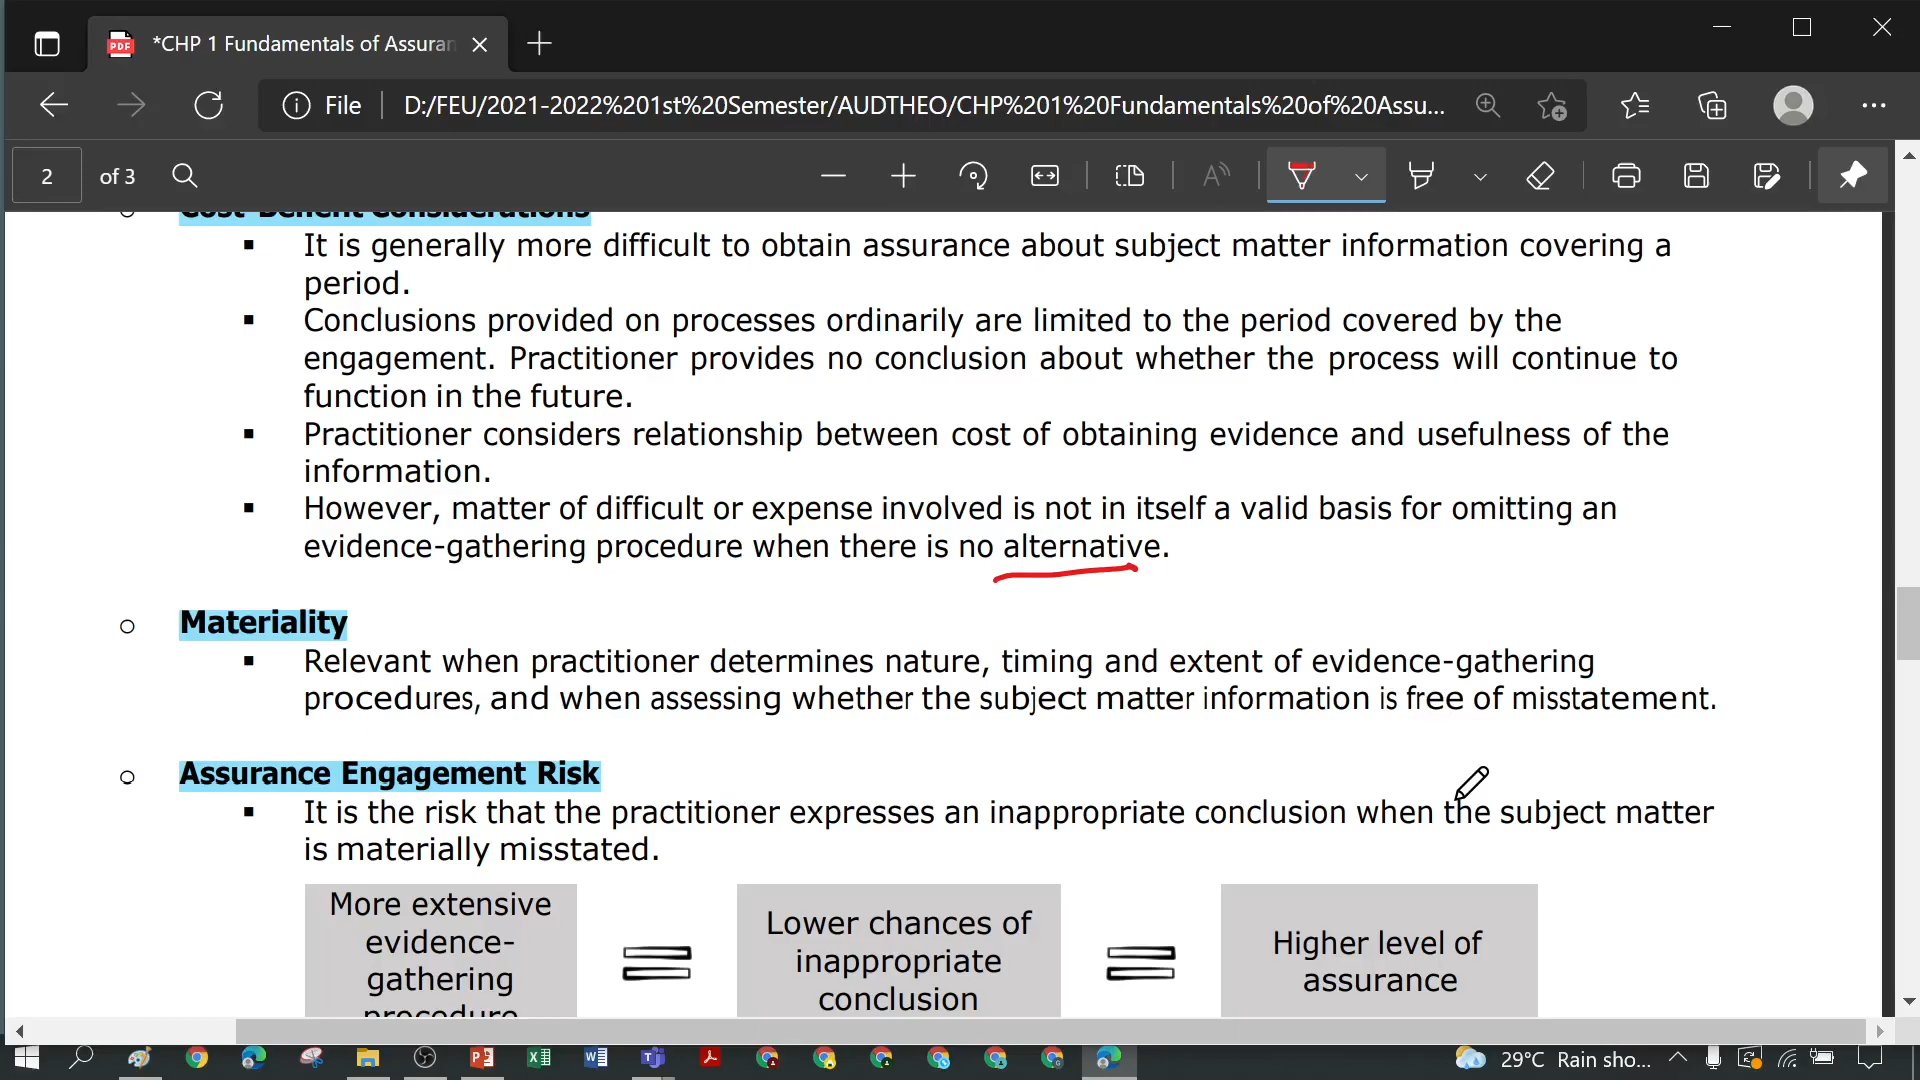 *CHP 1 Fundamentals of Assuran
File
D:/FEU/2021-2022%201st%20Semester/AUDTHEO/CHP%201%20Fundamentals%20of%20Assu...
2
of 3
Cost-Benefit Considerations
▪ It is generally more difficult to obtain assurance about subject matter information covering a
period.
▪ Conclusions provided on processes ordinarily are limited to the period covered by the
engagement. Practitioner provides no conclusion about whether the process will continue to
function in the future.
▪ Practitioner considers relationship between cost of obtaining evidence and usefulness of the
information.
▪ However, matter of difficult or expense involved is not in itself a valid basis for omitting an
evidence-gathering procedure when there is no alternative.
o Materiality
▪ Relevant when practitioner determines nature, timing and extent of evidence-gathering
procedures, and when assessing whether the subject matter information is free of misstatement.
o Assurance Engagement Risk
▪ It is the risk that the practitioner expresses an inappropriate conclusion when the subject matter
is materially misstated.
More extensive
evidence-
gathering
procedure
=
Lower chances of
inappropriate
conclusion
=
Higher level of
assurance
29°C Rain sho...